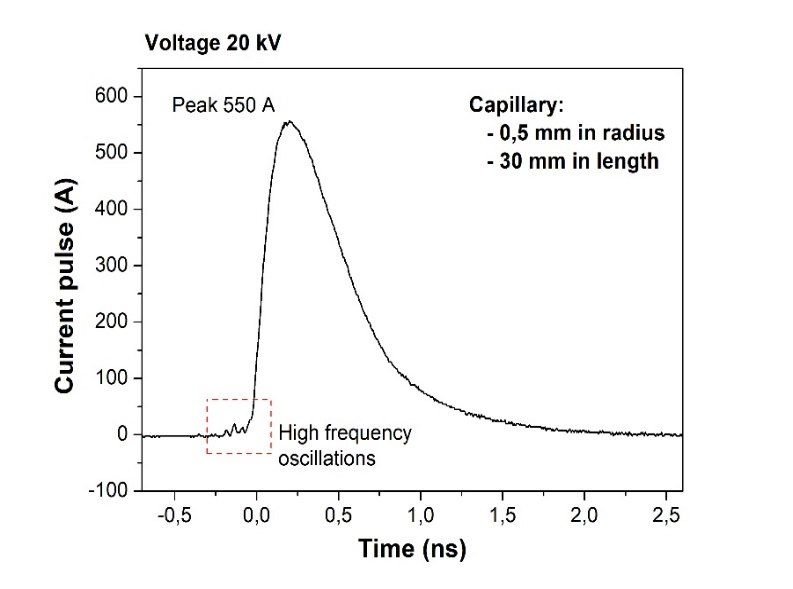 Voltage 20 kV
Peak 550 A
Capillary:
- 0,5 mm in radius
- 30 mm in length
600
500
400
300
200
100
0
-100
Current pulse (A)
High frequency
oscillations
-0,5 0,0 0,5 1,0 1,5 2,0 2,5
Time (ns)